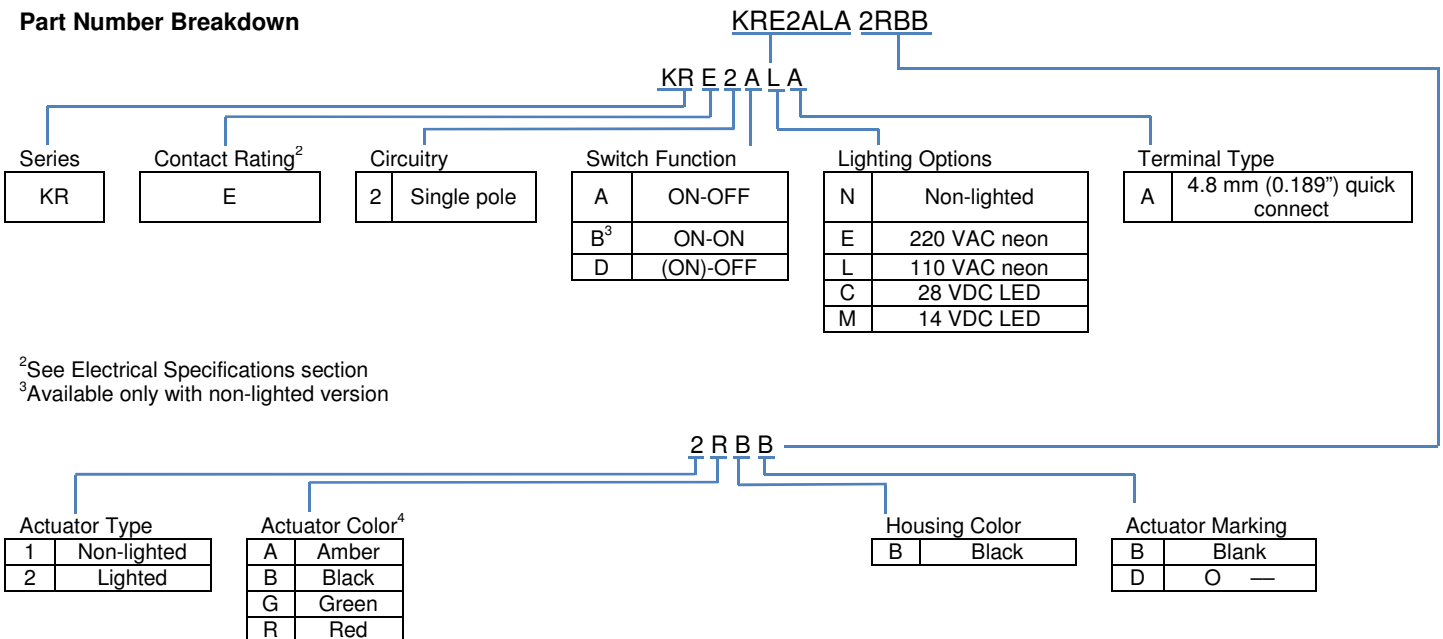 Part Number Breakdown
KRE2ALA 2RBB
KR E 2 A L A
Series
KR
Contact Rating²
E
Circuitry
2 Single pole
Switch Function
A ON-OFF
B³ ON-ON
D (ON)-OFF
Lighting Options
N Non-lighted
E 220 VAC neon
L 110 VAC neon
C 28 VDC LED
M 14 VDC LED
Terminal Type
A 4.8 mm (0.189”) quick
connect
²See Electrical Specifications section
³Available only with non-lighted version
2 R B B
Actuator Type
1 Non-lighted
2 Lighted
Actuator Color⁴
A Amber
B Black
G Green
R Red
Housing Color
B Black
Actuator Marking
B Blank
D O —